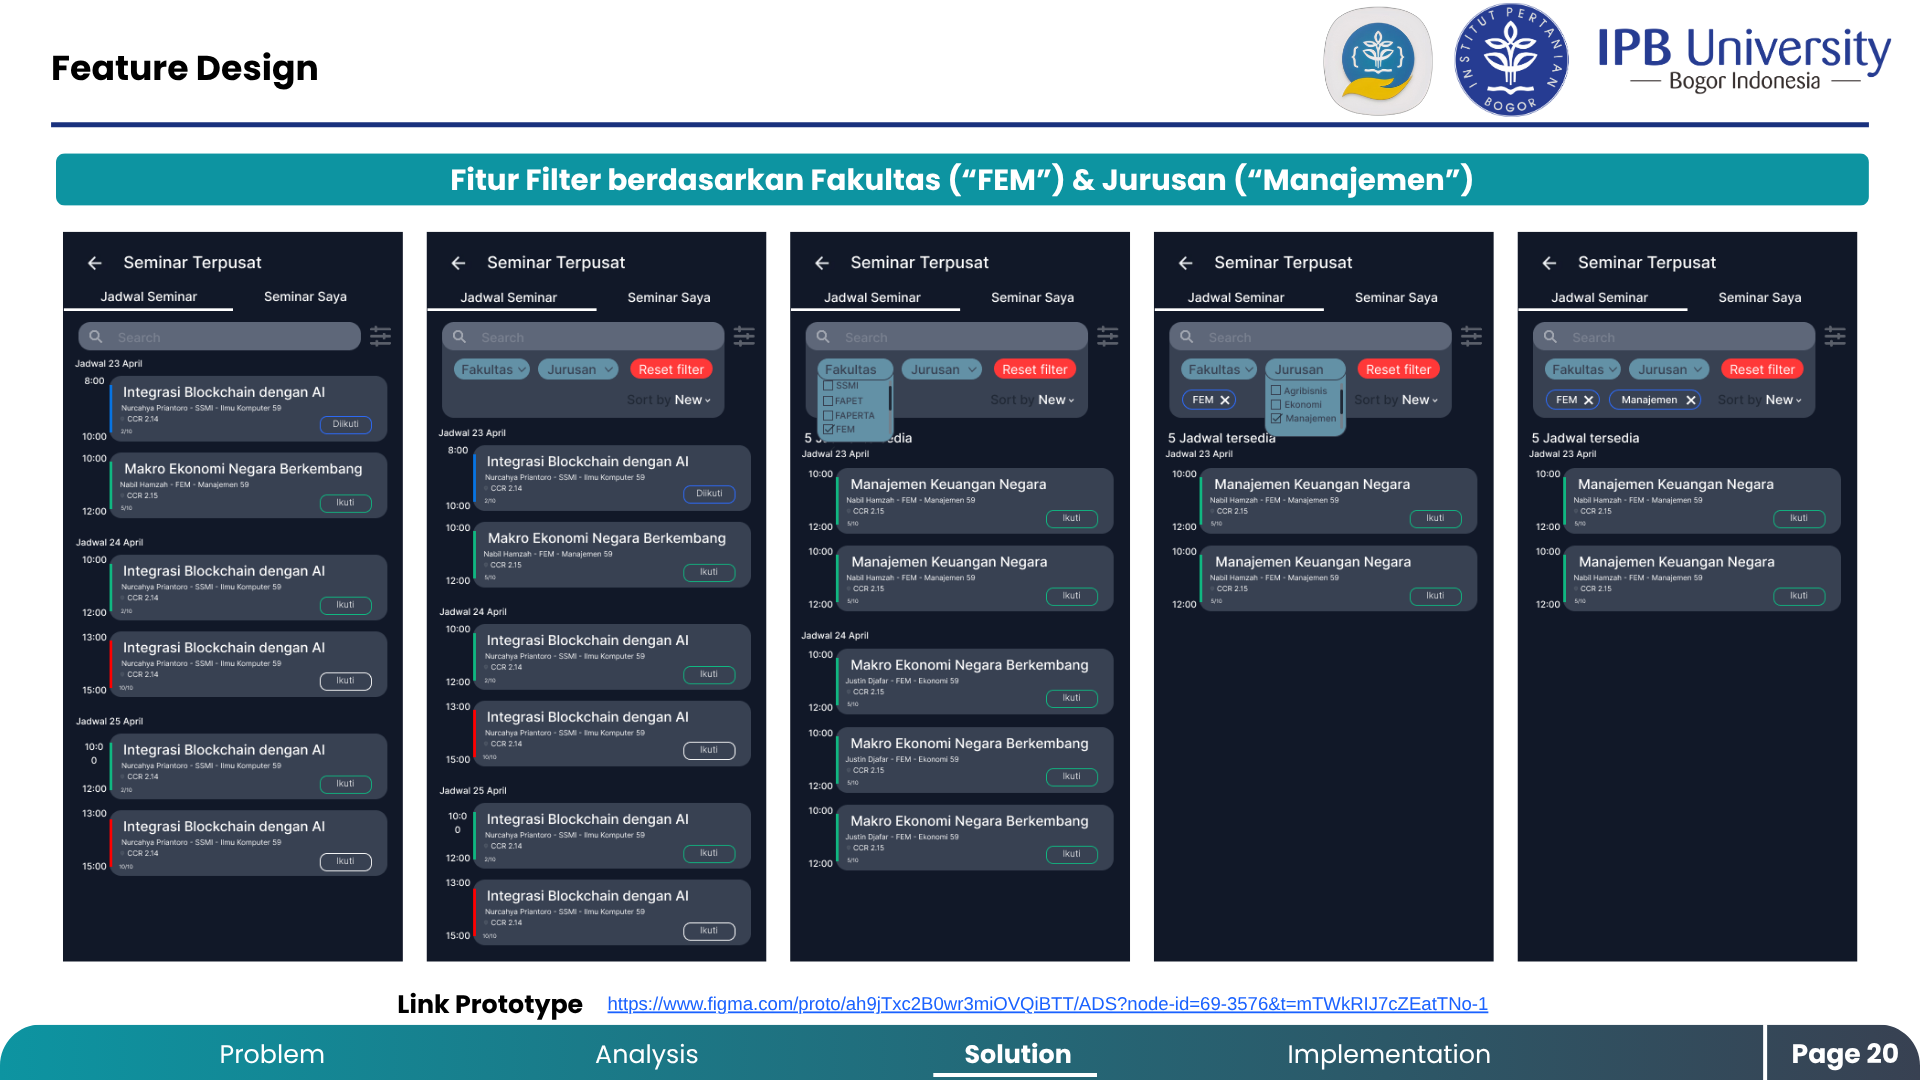 Feature Design
INSTITUT PERTANIAN BOGOR
IPB University
Bogor Indonesia
Fitur Filter berdasarkan Fakultas (“FEM”) & Jurusan (“Manajemen”)
Seminar Terpusat
Jadwal Seminar Seminar Saya
Search
Jadwal 23 April
8:00
Integrasi Blockchain dengan AI
Nurcahya Priantoro - SSMI - Ilmu Komputer 59
CCR 2.14
2/10
Diikuti
10:00
10:00
Makro Ekonomi Negara Berkembang
Nabil Hamzah - FEM - Manajemen 59
CCR 2.15
5/10
Ikuti
12:00
Jadwal 24 April
10:00
Integrasi Blockchain dengan AI
Nurcahya Priantoro - SSMI - Ilmu Komputer 59
CCR 2.14
2/10
Ikuti
12:00
13:00
Integrasi Blockchain dengan AI
Nurcahya Priantoro - SSMI - Ilmu Komputer 59
CCR 2.14
10/10
Ikuti
15:00
Jadwal 25 April
10:0
0
Integrasi Blockchain dengan AI
Nurcahya Priantoro - SSMI - Ilmu Komputer 59
CCR 2.14
2/10
Ikuti
12:00
13:00
Integrasi Blockchain dengan AI
Nurcahya Priantoro - SSMI - Ilmu Komputer 59
CCR 2.14
10/10
Ikuti
15:00
Seminar Terpusat
Jadwal Seminar Seminar Saya
Search
Fakultas Jurusan Reset filter
Sort by New
Jadwal 23 April
8:00
Integrasi Blockchain dengan AI
Nurcahya Priantoro - SSMI - Ilmu Komputer 59
CCR 2.14
2/10
Diikuti
10:00
10:00
Makro Ekonomi Negara Berkembang
Nabil Hamzah - FEM - Manajemen 59
CCR 2.15
5/10
Ikuti
12:00
Jadwal 24 April
10:00
Integrasi Blockchain dengan AI
Nurcahya Priantoro - SSMI - Ilmu Komputer 59
CCR 2.14
2/10
Ikuti
12:00
13:00
Integrasi Blockchain dengan AI
Nurcahya Priantoro - SSMI - Ilmu Komputer 59
CCR 2.14
10/10
Ikuti
15:00
Jadwal 25 April
10:0
0
Integrasi Blockchain dengan AI
Nurcahya Priantoro - SSMI - Ilmu Komputer 59
CCR 2.14
2/10
Ikuti
12:00
13:00
Integrasi Blockchain dengan AI
Nurcahya Priantoro - SSMI - Ilmu Komputer 59
CCR 2.14
10/10
Ikuti
15:00
Seminar Terpusat
Jadwal Seminar Seminar Saya
Search
Fakultas Jurusan Reset filter
SSMI
FAPET
FAPERTA
FEM
Sort by New
5 J dia
Jadwal 23 April
10:00
Manajemen Keuangan Negara
Nabil Hamzah - FEM - Manajemen 59
CCR 2.15
5/10
Ikuti
12:00
10:00
Manajemen Keuangan Negara
Nabil Hamzah - FEM - Manajemen 59
CCR 2.15
5/10
Ikuti
12:00
Jadwal 24 April
10:00
Makro Ekonomi Negara Berkembang
Justin Djafar - FEM - Ekonomi 59
CCR 2.15
5/10
Ikuti
12:00
10:00
Makro Ekonomi Negara Berkembang
Justin Djafar - FEM - Ekonomi 59
CCR 2.15
5/10
Ikuti
12:00
10:00
Makro Ekonomi Negara Berkembang
Justin Djafar - FEM - Ekonomi 59
CCR 2.15
5/10
Ikuti
12:00
Seminar Terpusat
Jadwal Seminar Seminar Saya
Search
Fakultas Jurusan Reset filter
FEM
Agribisnis
Ekonomi
Manajemen
Sort by New
5 Jadwal tersedia
Jadwal 23 April
10:00
Manajemen Keuangan Negara
Nabil Hamzah - FEM - Manajemen 59
CCR 2.15
5/10
Ikuti
12:00
10:00
Manajemen Keuangan Negara
Nabil Hamzah - FEM - Manajemen 59
CCR 2.15
5/10
Ikuti
12:00
Seminar Terpusat
Jadwal Seminar Seminar Saya
Search
Fakultas Jurusan Reset filter
FEM Manajemen Sort by New
5 Jadwal tersedia
Jadwal 23 April
10:00
Manajemen Keuangan Negara
Nabil Hamzah - FEM - Manajemen 59
CCR 2.15
5/10
Ikuti
12:00
10:00
Manajemen Keuangan Negara
Nabil Hamzah - FEM - Manajemen 59
CCR 2.15
5/10
Ikuti
12:00
Link Prototype https://www.figma.com/proto/ah9jTxc2B0wr3miOVQiBTT/ADS?node-id=69-3576&t=mTWkRIJ7cZEatTNo-1
Problem Analysis Solution Implementation Page 20